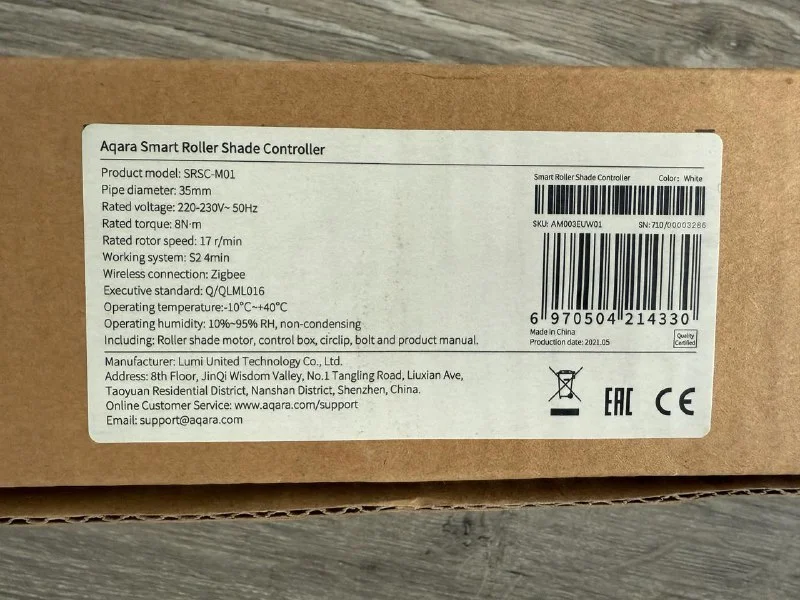 Aqara Smart Roller Shade Controller
Product model: SRSC-M01
Pipe diameter: 35mm
Rated voltage: 220-230V~ 50Hz
Rated torque: 8N·m
Rated rotor speed: 17 r/min
Working system: S2 4min
Wireless connection: Zigbee
Executive standard: Q/QLML016
Operating temperature:-10°C~+40°C
Operating humidity: 10%~95% RH, non-condensing
Including: Roller shade motor, control box, circlip, bolt and product manual.
Manufacturer: Lumi United Technology Co., Ltd.
Address: 8th Floor, JinQi Wisdom Valley, No.1 Tangling Road, Liuxian Ave,
Taoyuan Residential District, Nanshan District, Shenzhen, China.
Online Customer Service: www.aqara.com/support
Email: support@aqara.com
Smart Roller Shade Controller Color: White
SKU: AM003EUW01 SN:710/00003286
6 970504 214330
Made in China
Production date: 2021.05
Quality
Certified
EAC CE